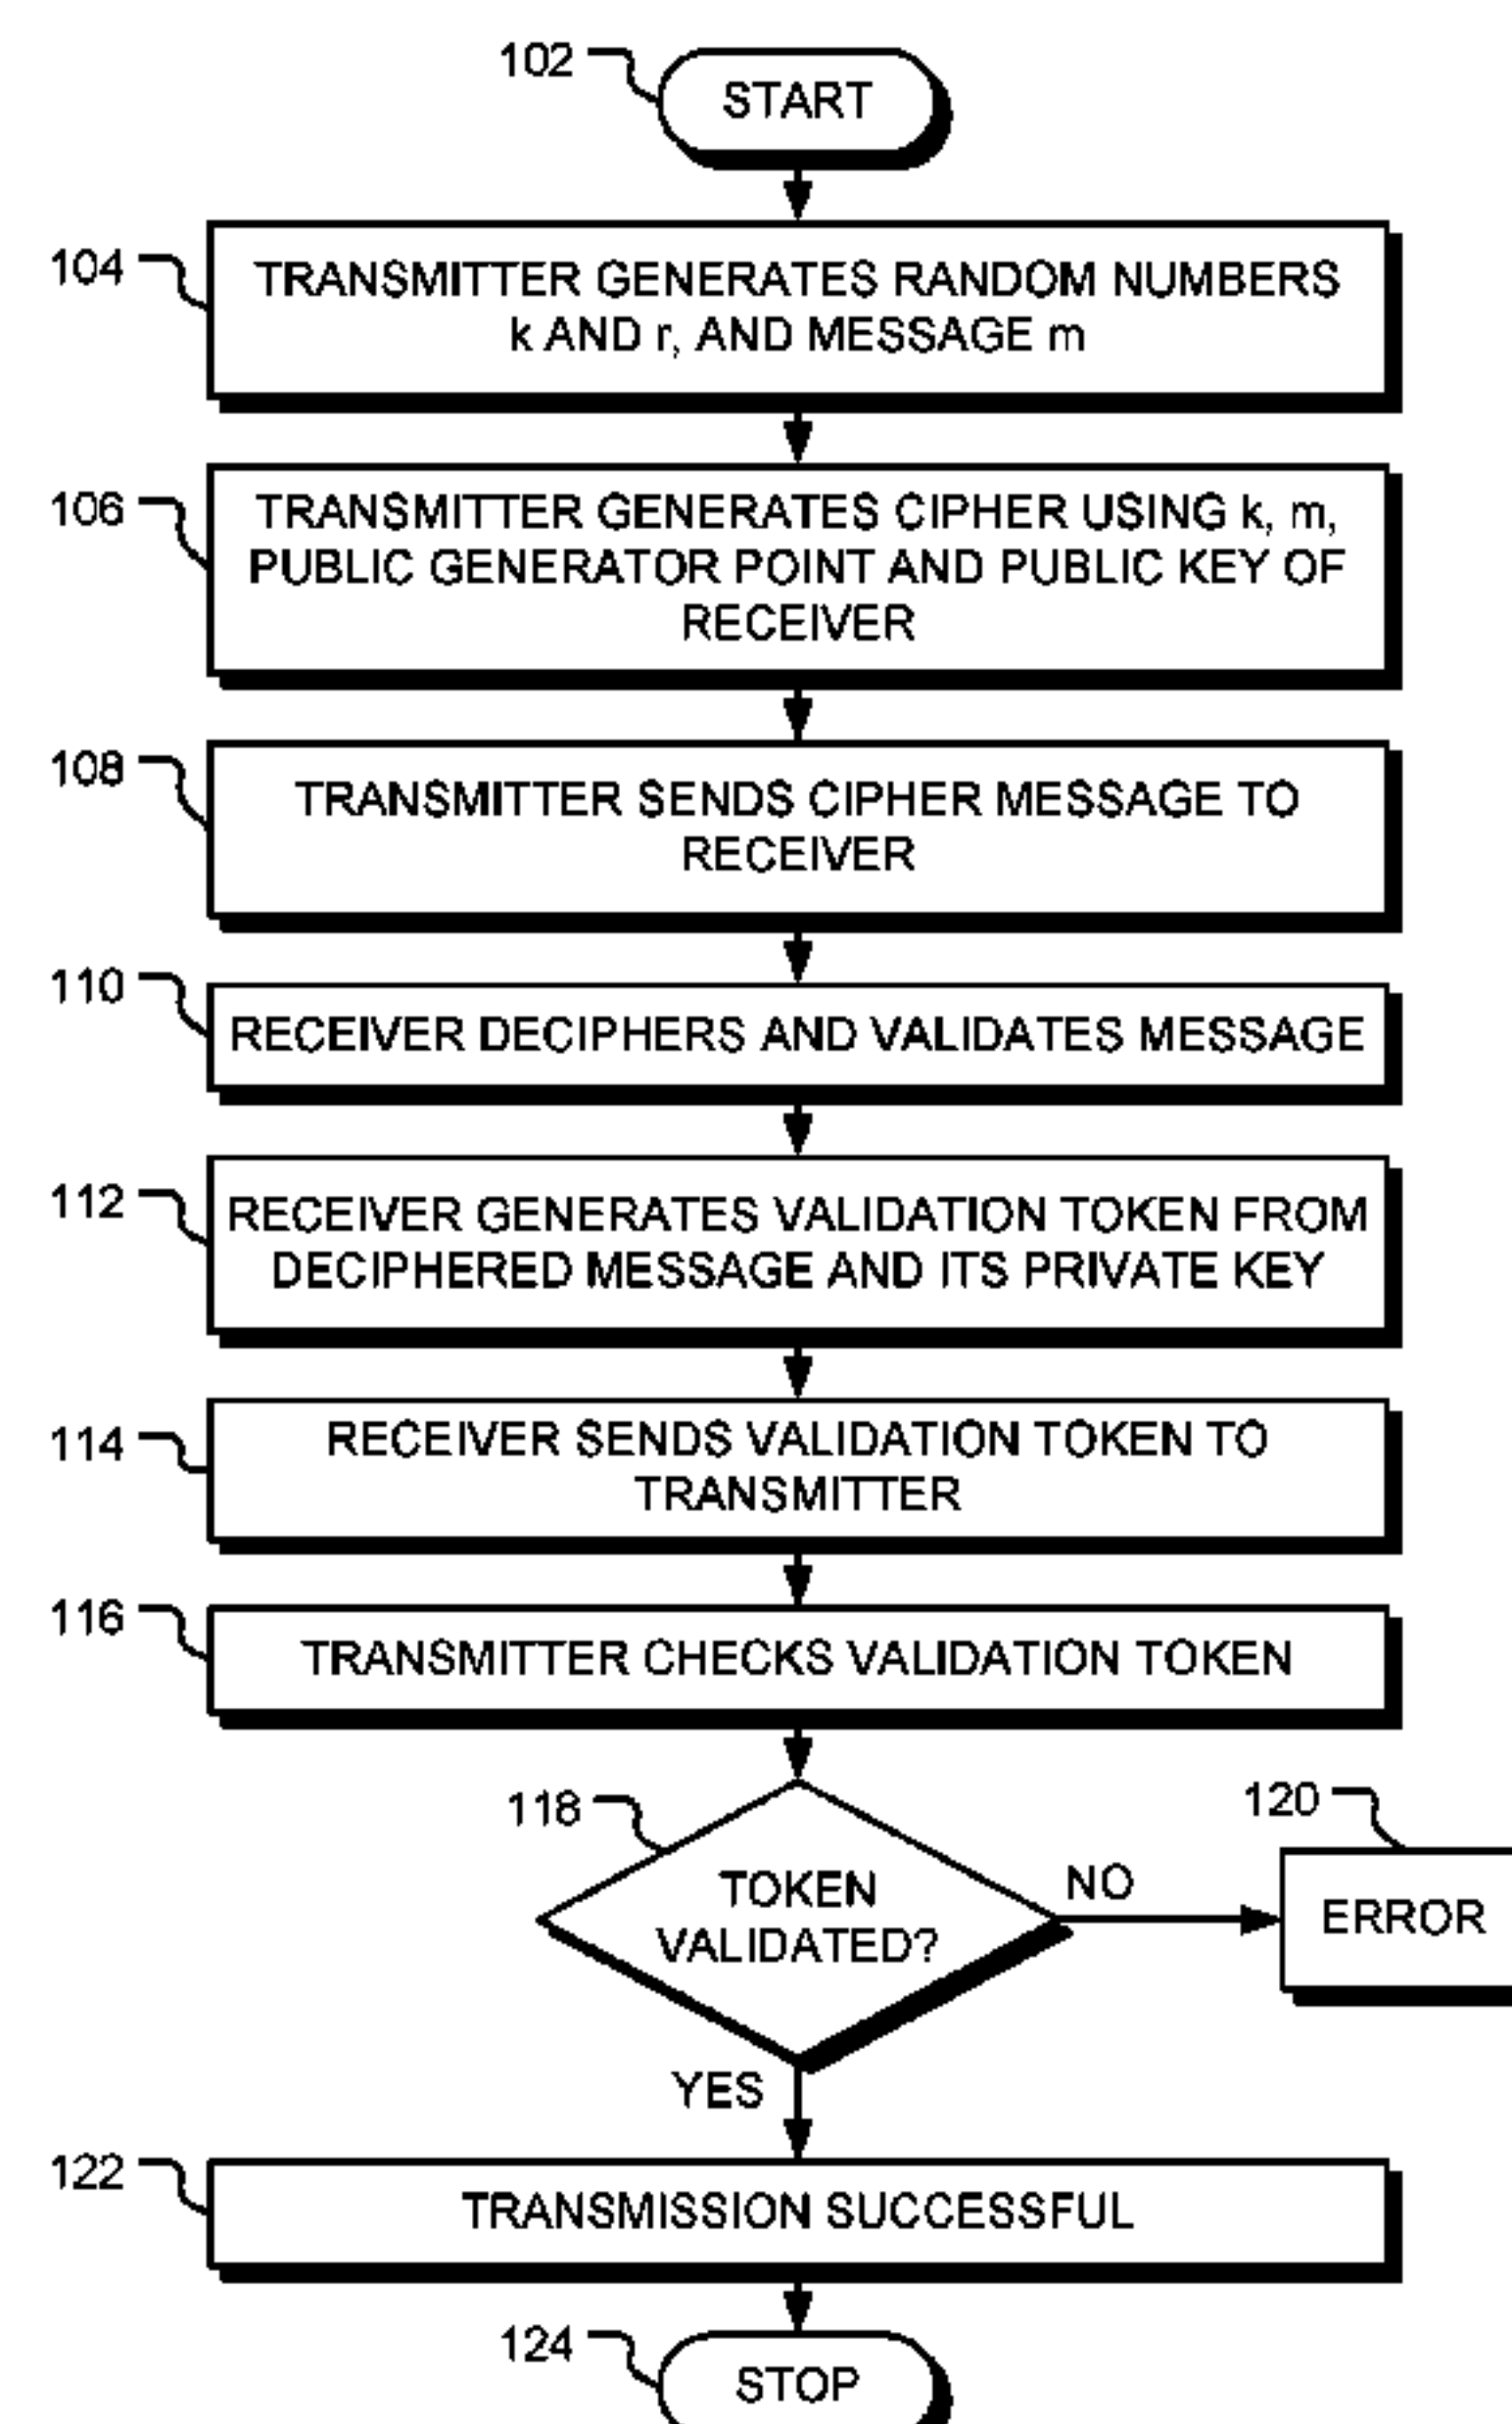 102
START
104
TRANSMITTER GENERATES RANDOM NUMBERS
k AND r, AND MESSAGE m
106
TRANSMITTER GENERATES CIPHER USING k, m,
PUBLIC GENERATOR POINT AND PUBLIC KEY OF
RECEIVER
108
TRANSMITTER SENDS CIPHER MESSAGE TO
RECEIVER
110
RECEIVER DECIPHERS AND VALIDATES MESSAGE
112
RECEIVER GENERATES VALIDATION TOKEN FROM
DECIPHERED MESSAGE AND ITS PRIVATE KEY
114
RECEIVER SENDS VALIDATION TOKEN TO
TRANSMITTER
116
TRANSMITTER CHECKS VALIDATION TOKEN
118
TOKEN
VALIDATED?
NO
120
ERROR
YES
122
TRANSMISSION SUCCESSFUL
124
STOP